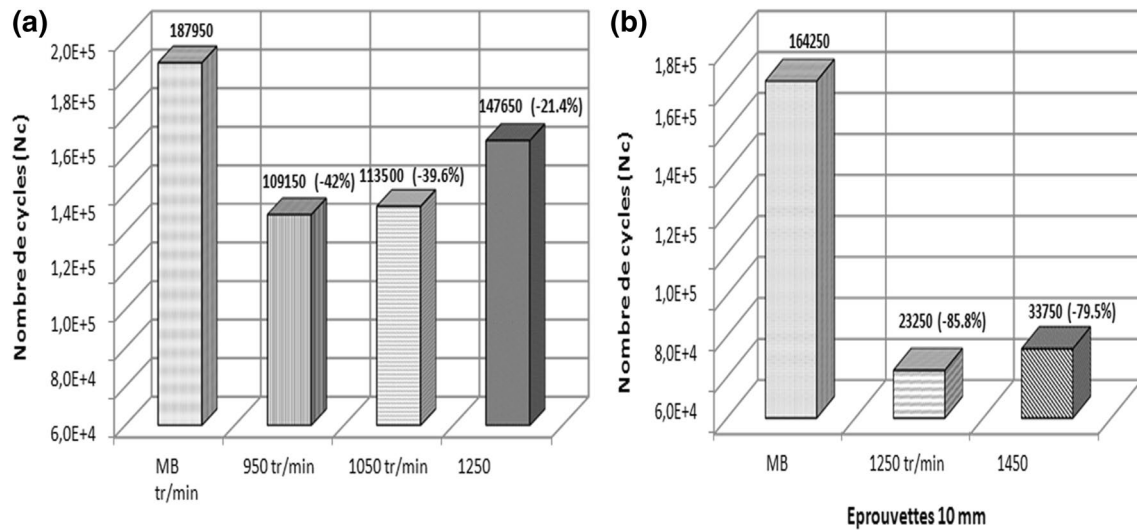 (a)
Nombre de cycles (Nc)
2,0E+5
1,8E+5
1,6E+5
1,4E+5
1,2E+5
1,0E+5
8,0E+4
6,0E+4
187950
109150 (-42%)
113500 (-39.6%)
147650 (-21.4%)
MB 950 tr/min 1050 tr/min 1250
tr/min
(b)
Nombre de cycles (Nc)
1,8E+5
1,6E+5
1,4E+5
1,2E+5
1,0E+5
8,0E+4
6,0E+4
164250
23250 (-85.8%)
33750 (-79.5%)
MB 1250 tr/min 1450
Eprouvettes 10 mm